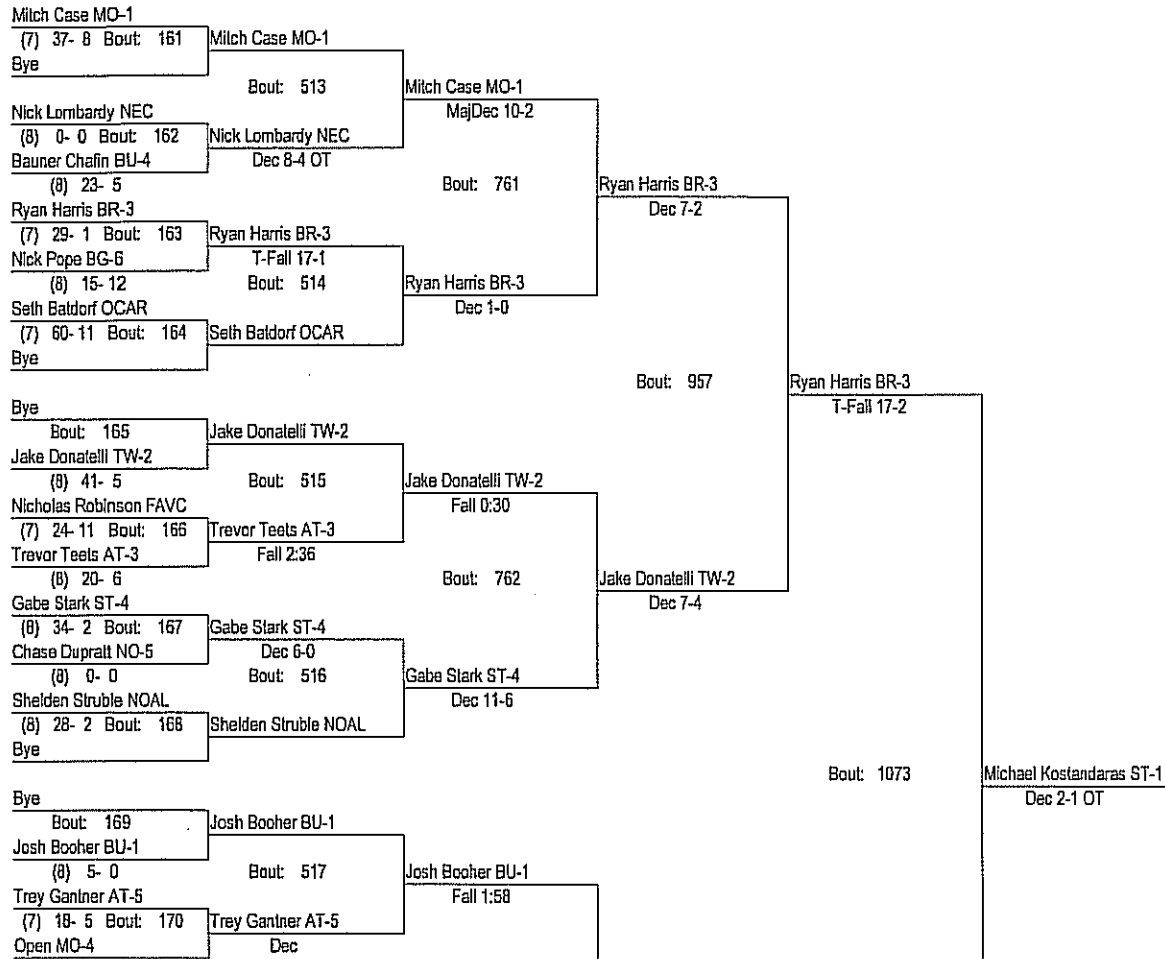 Mitch Case MO-1
(7) 37- 8 Bout: 161
Bye
Mitch Case MO-1
Bout: 513
Nick Lombardy NEC
(8) 0- 0 Bout: 162
Bauner Chafin BU-4
(8) 23- 5
Nick Lombardy NEC
Dec 8-4 OT
Mitch Case MO-1
MajDec 10-2
Bout: 761
Ryan Harris BR-3
(7) 29- 1 Bout: 163
Nick Pope BG-6
(8) 15- 12
Ryan Harris BR-3
T-Fall 17-1
Bout: 514
Seth Batdorf OCAR
(7) 60- 11 Bout: 164
Bye
Seth Batdorf OCAR
Ryan Harris BR-3
Dec 1-0
Ryan Harris BR-3
Dec 7-2
Bout: 957
Bye
Bout: 165
Jake Donatelli TW-2
(8) 41- 5
Jake Donatelli TW-2
Bout: 515
Nicholas Robinson FAVC
(7) 24- 11 Bout: 166
Trevor Teets AT-3
(8) 20- 6
Trevor Teets AT-3
Fall 2:36
Jake Donatelli TW-2
Fall 0:30
Bout: 762
Gabe Stark ST-4
(8) 34- 2 Bout: 167
Chase Dupratt NO-5
(8) 0- 0
Gabe Stark ST-4
Dec 6-0
Bout: 516
Shelden Struble NOAL
(8) 28- 2 Bout: 168
Bye
Shelden Struble NOAL
Gabe Stark ST-4
Dec 11-6
Jake Donatelli TW-2
Dec 7-4
Ryan Harris BR-3
T-Fall 17-2
Bout: 1073
Michael Kostandaras ST-1
Dec 2-1 OT
Bye
Bout: 169
Josh Booher BU-1
(8) 5- 0
Josh Booher BU-1
Bout: 517
Trey Gantner AT-5
(7) 18- 5 Bout: 170
Open MO-4
Trey Gantner AT-5
Dec
Josh Booher BU-1
Fall 1:58